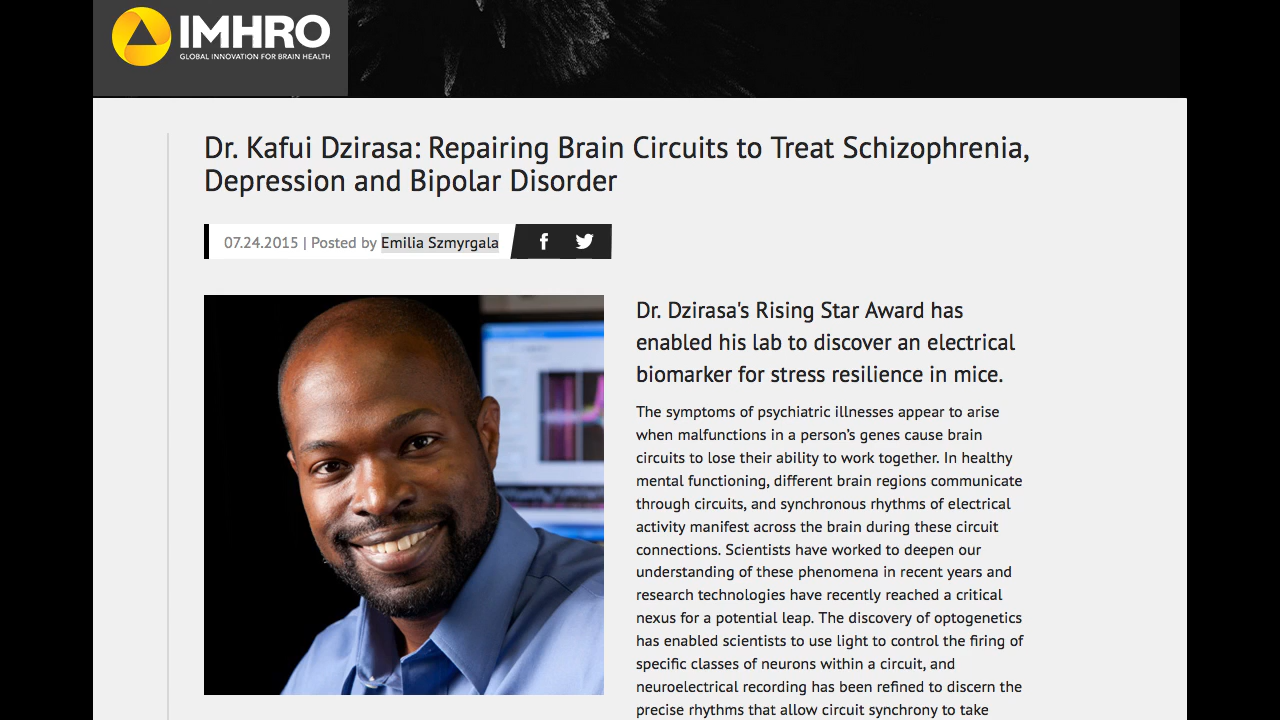 IMHRO
GLOBAL INNOVATION FOR BRAIN HEALTH
Dr. Kafui Dzirasa: Repairing Brain Circuits to Treat Schizophrenia,
Depression and Bipolar Disorder
07.24.2015 | Posted by Emilia Szmyrgala
Dr. Dzirasa's Rising Star Award has
enabled his lab to discover an electrical
biomarker for stress resilience in mice.
The symptoms of psychiatric illnesses appear to arise
when malfunctions in a person’s genes cause brain
circuits to lose their ability to work together. In healthy
mental functioning, different brain regions communicate
through circuits, and synchronous rhythms of electrical
activity manifest across the brain during these circuit
connections. Scientists have worked to deepen our
understanding of these phenomena in recent years and
research technologies have recently reached a critical
nexus for a potential leap. The discovery of optogenetics
has enabled scientists to use light to control the firing of
specific classes of neurons within a circuit, and
neuroelectrical recording has been refined to discern the
precise rhythms that allow circuit synchrony to take